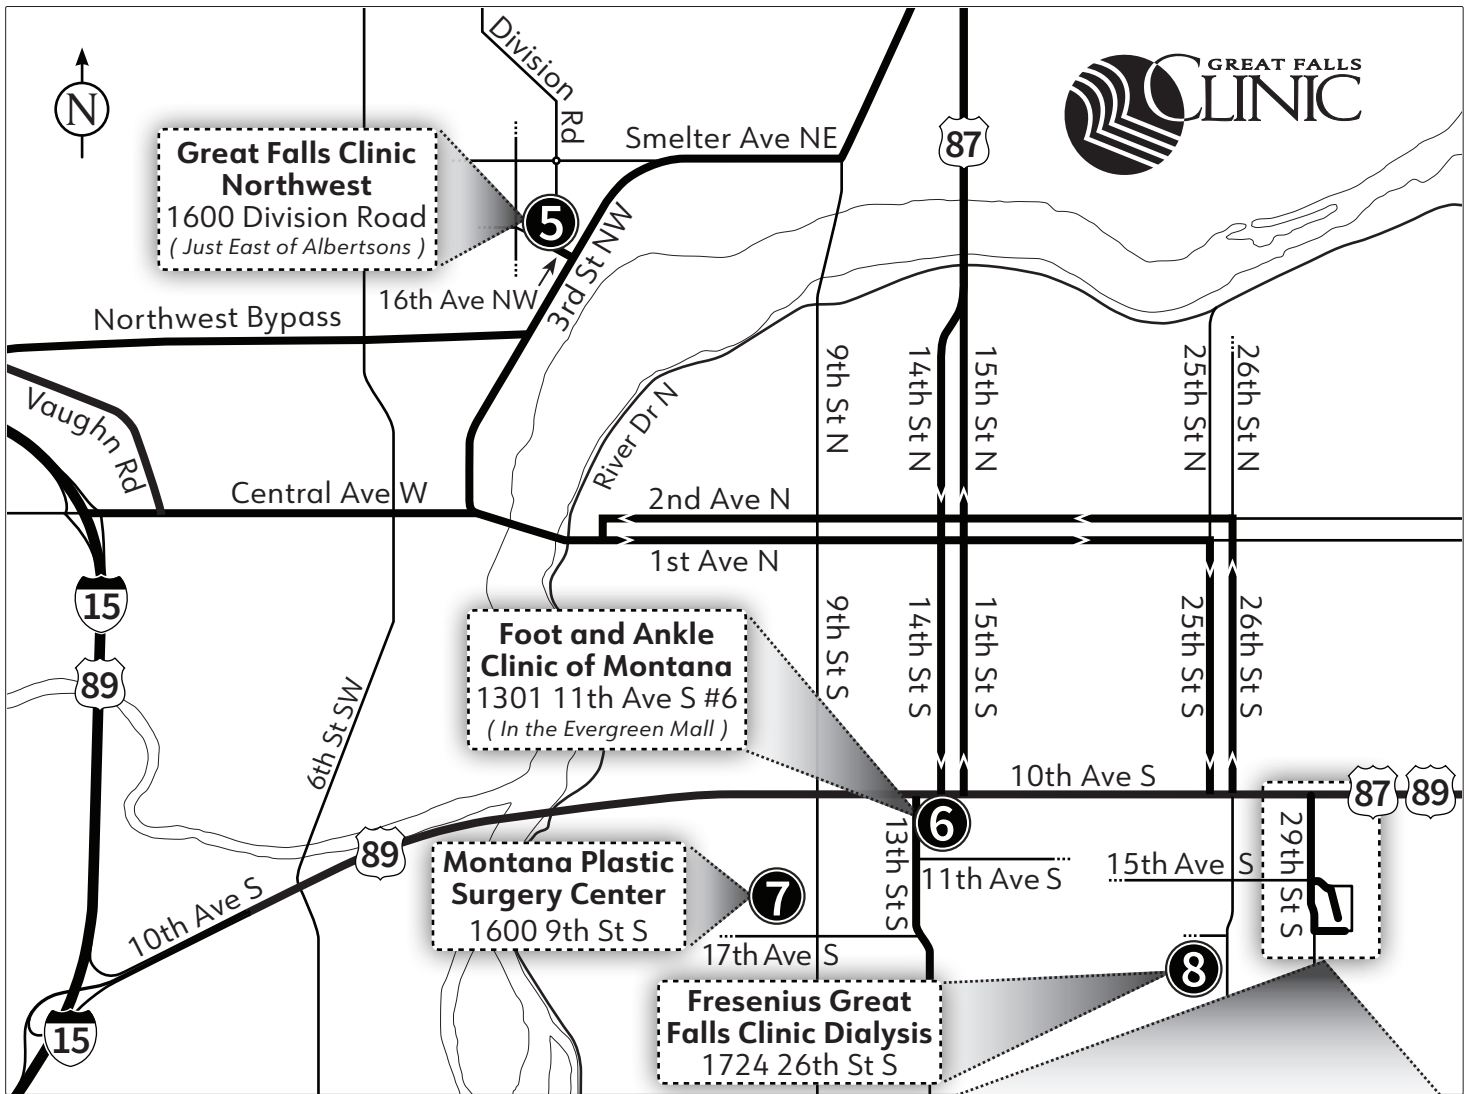 Division
Rd
GREAT FALLS
CLINIC
N
Smelter Ave NE
87
Great Falls Clinic
Northwest
1600 Division Road
( Just East of Albertsons )
5
3rd St NW
16th Ave NW
Northwest Bypass
Vaughn Rd
9th St N
14th St N
15th St N
25th St N
26th St N
River Dr N
Central Ave W
2nd Ave N
1st Ave N
15
89
Foot and Ankle
Clinic of Montana
1301 11th Ave S #6
( In the Evergreen Mall )
9th St S
14th St S
15th St S
25th St S
26th St S
6th St SW
10th Ave S
87
89
6
13th St S
29th St S
89
Montana Plastic
Surgery Center
1600 9th St S
7
11th Ave S
15th Ave S
10th Ave S
17th Ave S
8
Fresenius Great
Falls Clinic Dialysis
1724 26th St S
15